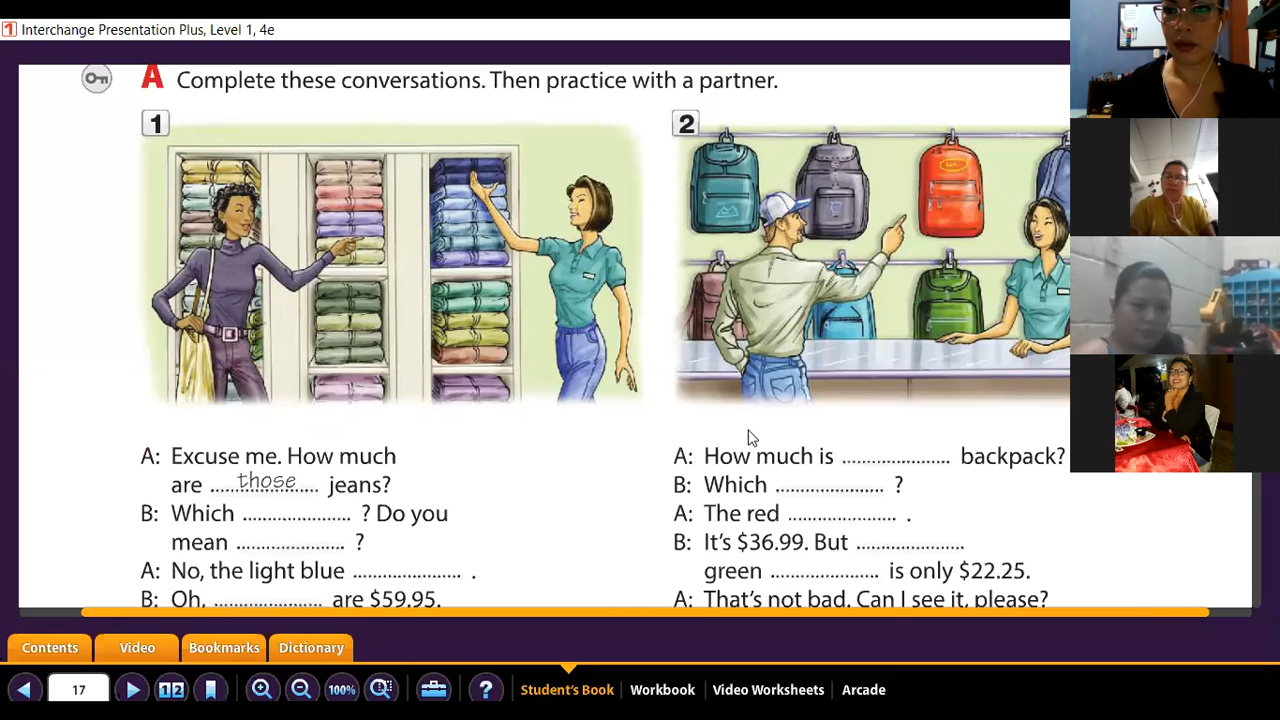 Interchange Presentation Plus, Level 1, 4e
A Complete these conversations. Then practice with a partner.
1
A: Excuse me. How much
are ......those...... jeans?
B: Which .................... ? Do you
mean .................... ?
A: No, the light blue .................... .
B: Oh, .................... are $59.95.
2
A: How much is .................... backpack?
B: Which .................... ?
A: The red .................... .
B: It's $36.99. But ....................
green .................... is only $22.25.
A: That's not bad. Can I see it, please?
Contents Video Bookmarks Dictionary
17 1 2 100% ? Student's Book Workbook Video Worksheets Arcade